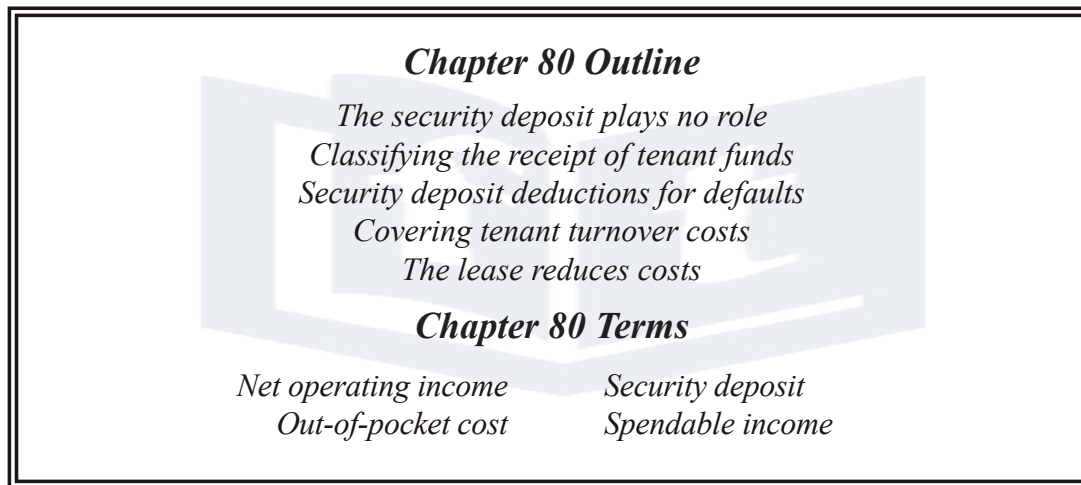 Chapter 80 Outline
The security deposit plays no role
Classifying the receipt of tenant funds
Security deposit deductions for defaults
Covering tenant turnover costs
The lease reduces costs
Chapter 80 Terms
Net operating income Security deposit
Out-of-pocket cost Spendable income